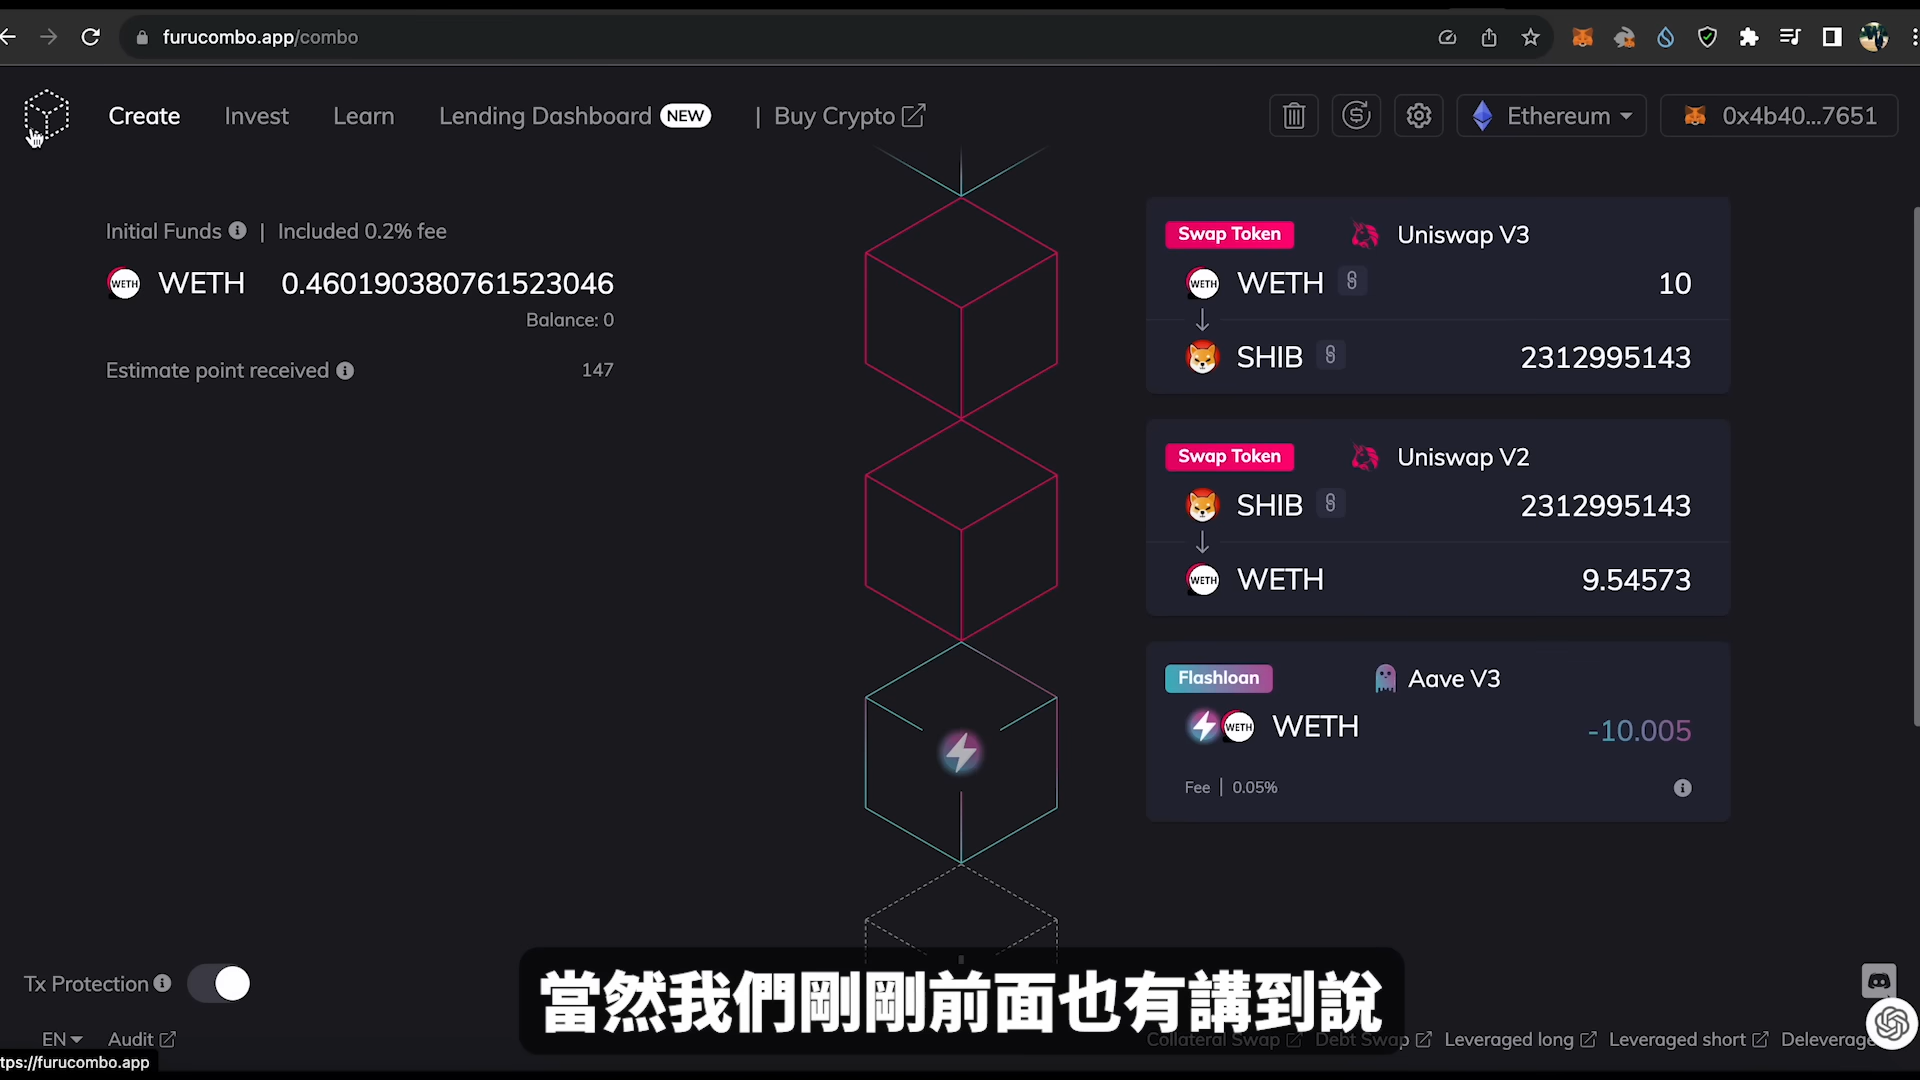 furucombo.app/combo
Create Invest Learn Lending Dashboard NEW | Buy Crypto Ethereum 0x4b40...7651
Initial Funds | Included 0.2% fee
WETH WETH 0.460190380761523046
Balance: 0
Estimate point received 147
Swap Token Uniswap V3
WETH WETH 10
SHIB 2312995143
Swap Token Uniswap V2
SHIB 2312995143
WETH WETH 9.54573
Flashloan Aave V3
WETH WETH -10.005
Fee | 0.05%
Tx Protection
當然我們剛剛前面也有講到說
EN Audit Collateral Swap Debt Swap Leveraged long Leveraged short Deleverage
tps://furucombo.app